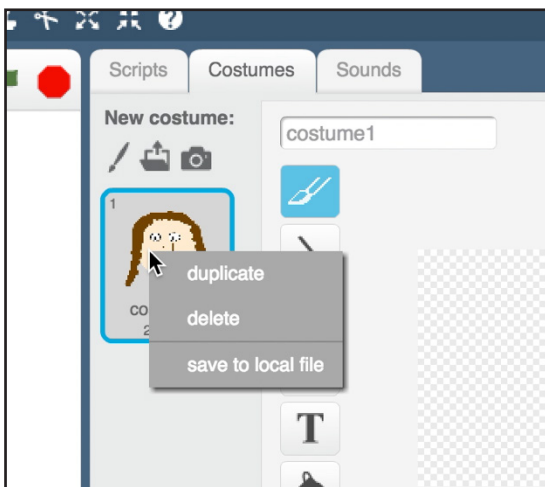 Scripts Costumes Sounds
New costume:
costume1
1
duplicate
delete
save to local file
T